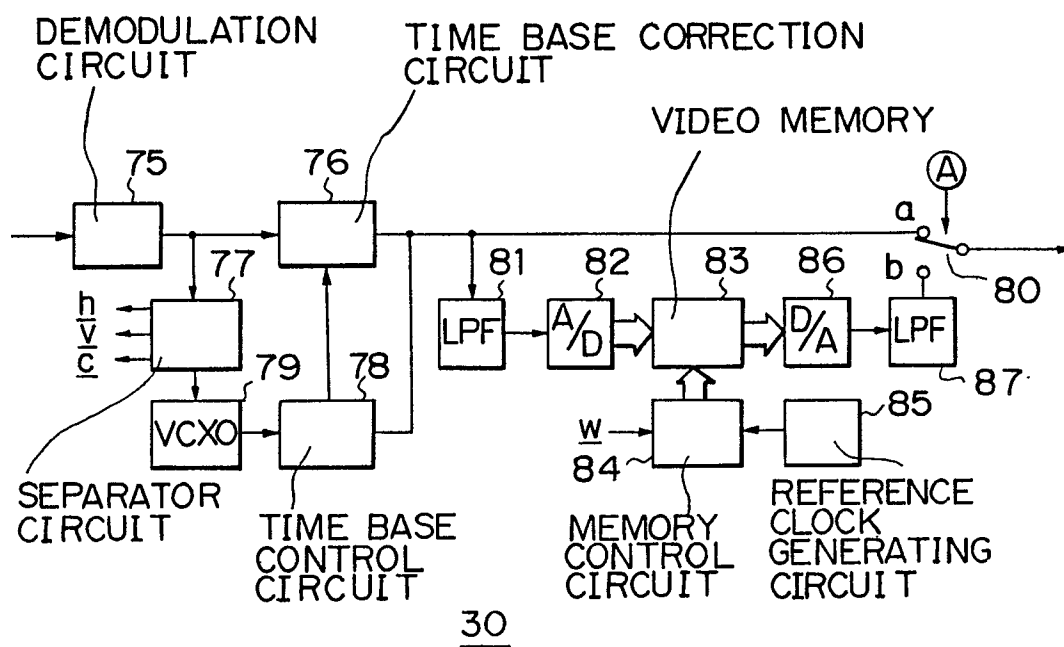 DEMODULATION
CIRCUIT
TIME BASE CORRECTION
CIRCUIT
VIDEO MEMORY
75
76
A
a
81
82
83
86
b
80
77
h
v
c
LPF
A/D
D/A
LPF
79
78
87
VCXO
w
84
85
SEPARATOR
CIRCUIT
TIME BASE
CONTROL
CIRCUIT
MEMORY
CONTROL
CIRCUIT
REFERENCE
CLOCK
GENERATING
CIRCUIT
30